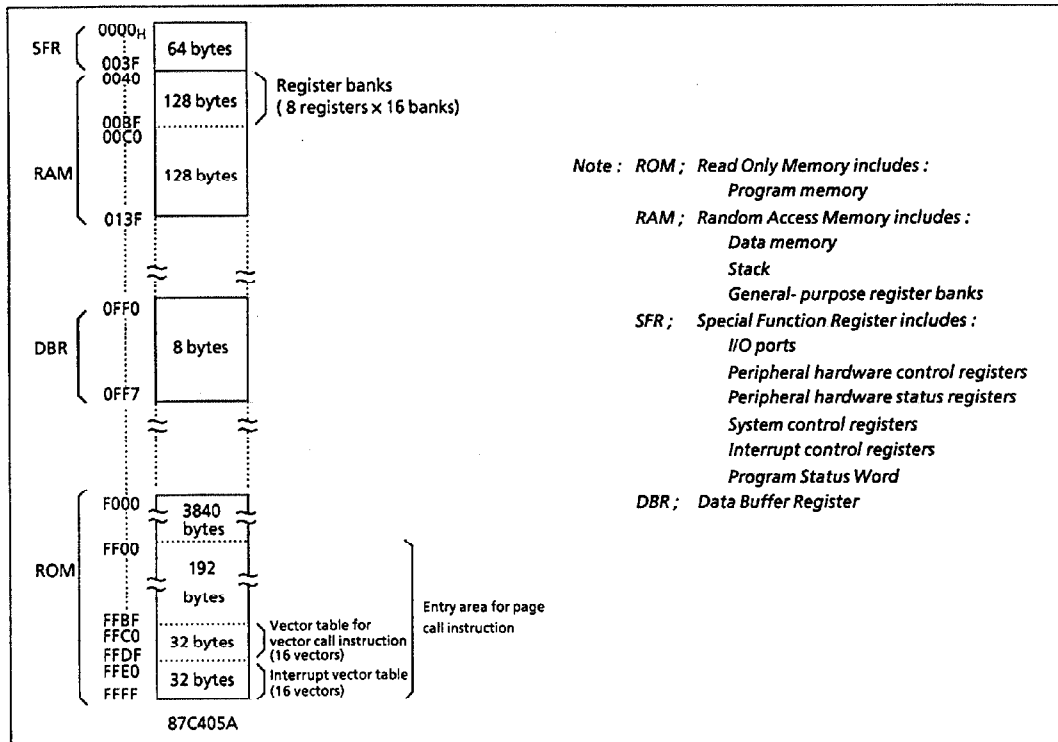 0000H
SFR
64 bytes
003F
0040
Register banks
( 8 registers × 16 banks)
128 bytes
00BF
00C0
RAM
128 bytes
013F
0FF0
DBR
8 bytes
0FF7
F000
3840
bytes
FF00
192
bytes
ROM
FFBF
FFC0
FFDF
FFE0
FFFF
32 bytes
Vector table for
vector call instruction
(16 vectors)
32 bytes
Interrupt vector table
(16 vectors)
Entry area for page
call instruction
87C405A
Note : ROM ; Read Only Memory includes :
Program memory
RAM ; Random Access Memory includes :
Data memory
Stack
General- purpose register banks
SFR ; Special Function Register includes :
I/O ports
Peripheral hardware control registers
Peripheral hardware status registers
System control registers
Interrupt control registers
Program Status Word
DBR ; Data Buffer Register